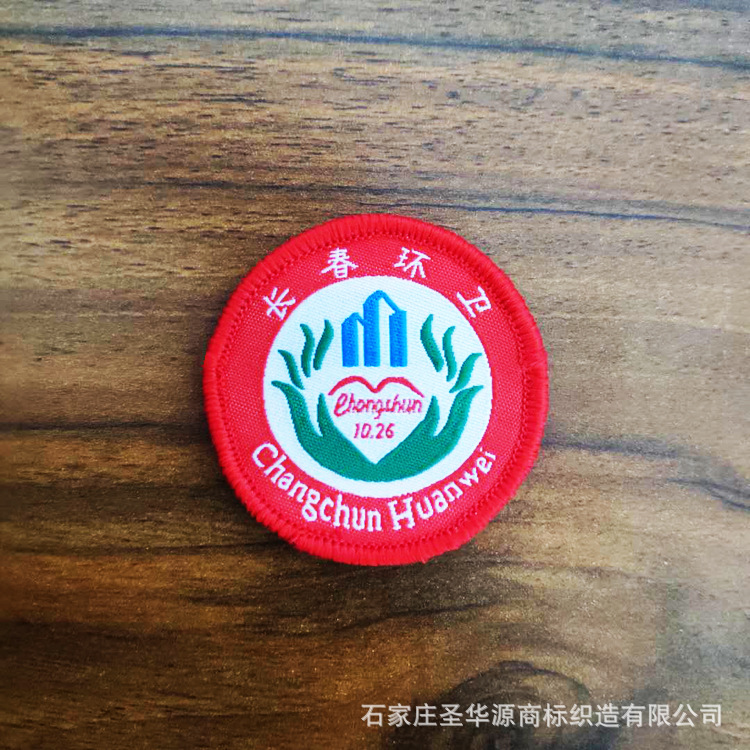 长春环卫
Chongshun
10.26
Changchun Huanwei
石家庄圣华源商标织造有限公司